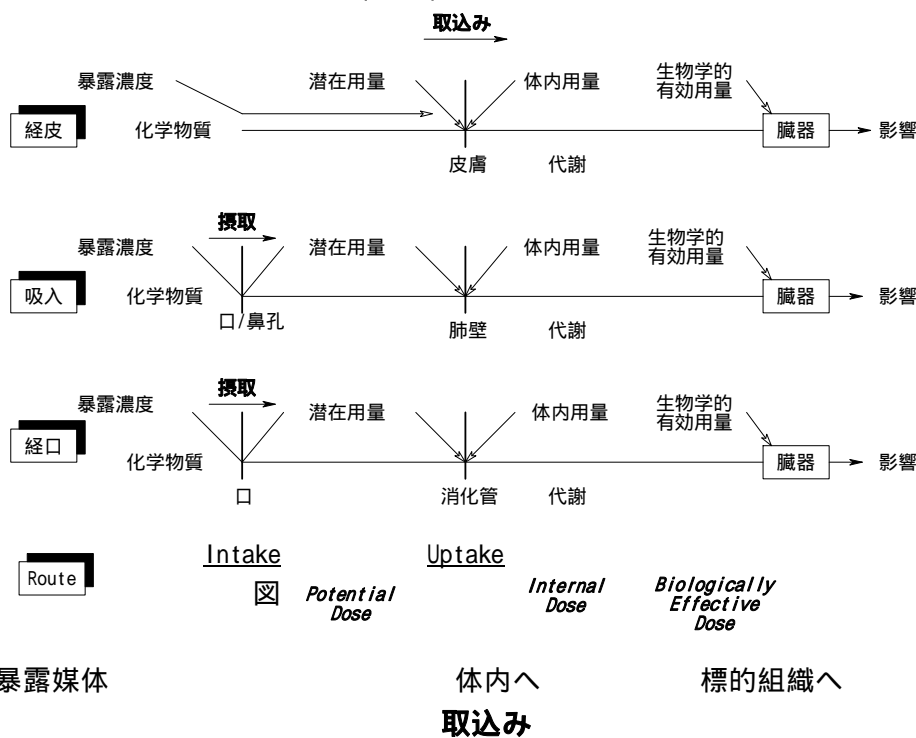 取込み
暴露濃度 潜在用量 体内用量 生物学的
有効用量
経皮 化学物質 臓器 影響
皮膚 代謝
摂取
暴露濃度 潜在用量 体内用量 生物学的
有効用量
吸入 化学物質 臓器 影響
口/鼻孔 肺壁 代謝
摂取
暴露濃度 潜在用量 体内用量 生物学的
有効用量
経口 化学物質 臓器 影響
口 消化管 代謝
Intake Uptake
Route
図 Potential
Dose
Internal
Dose
Biologically
Effective
Dose
暴露媒体 体内へ 標的組織へ
取込み